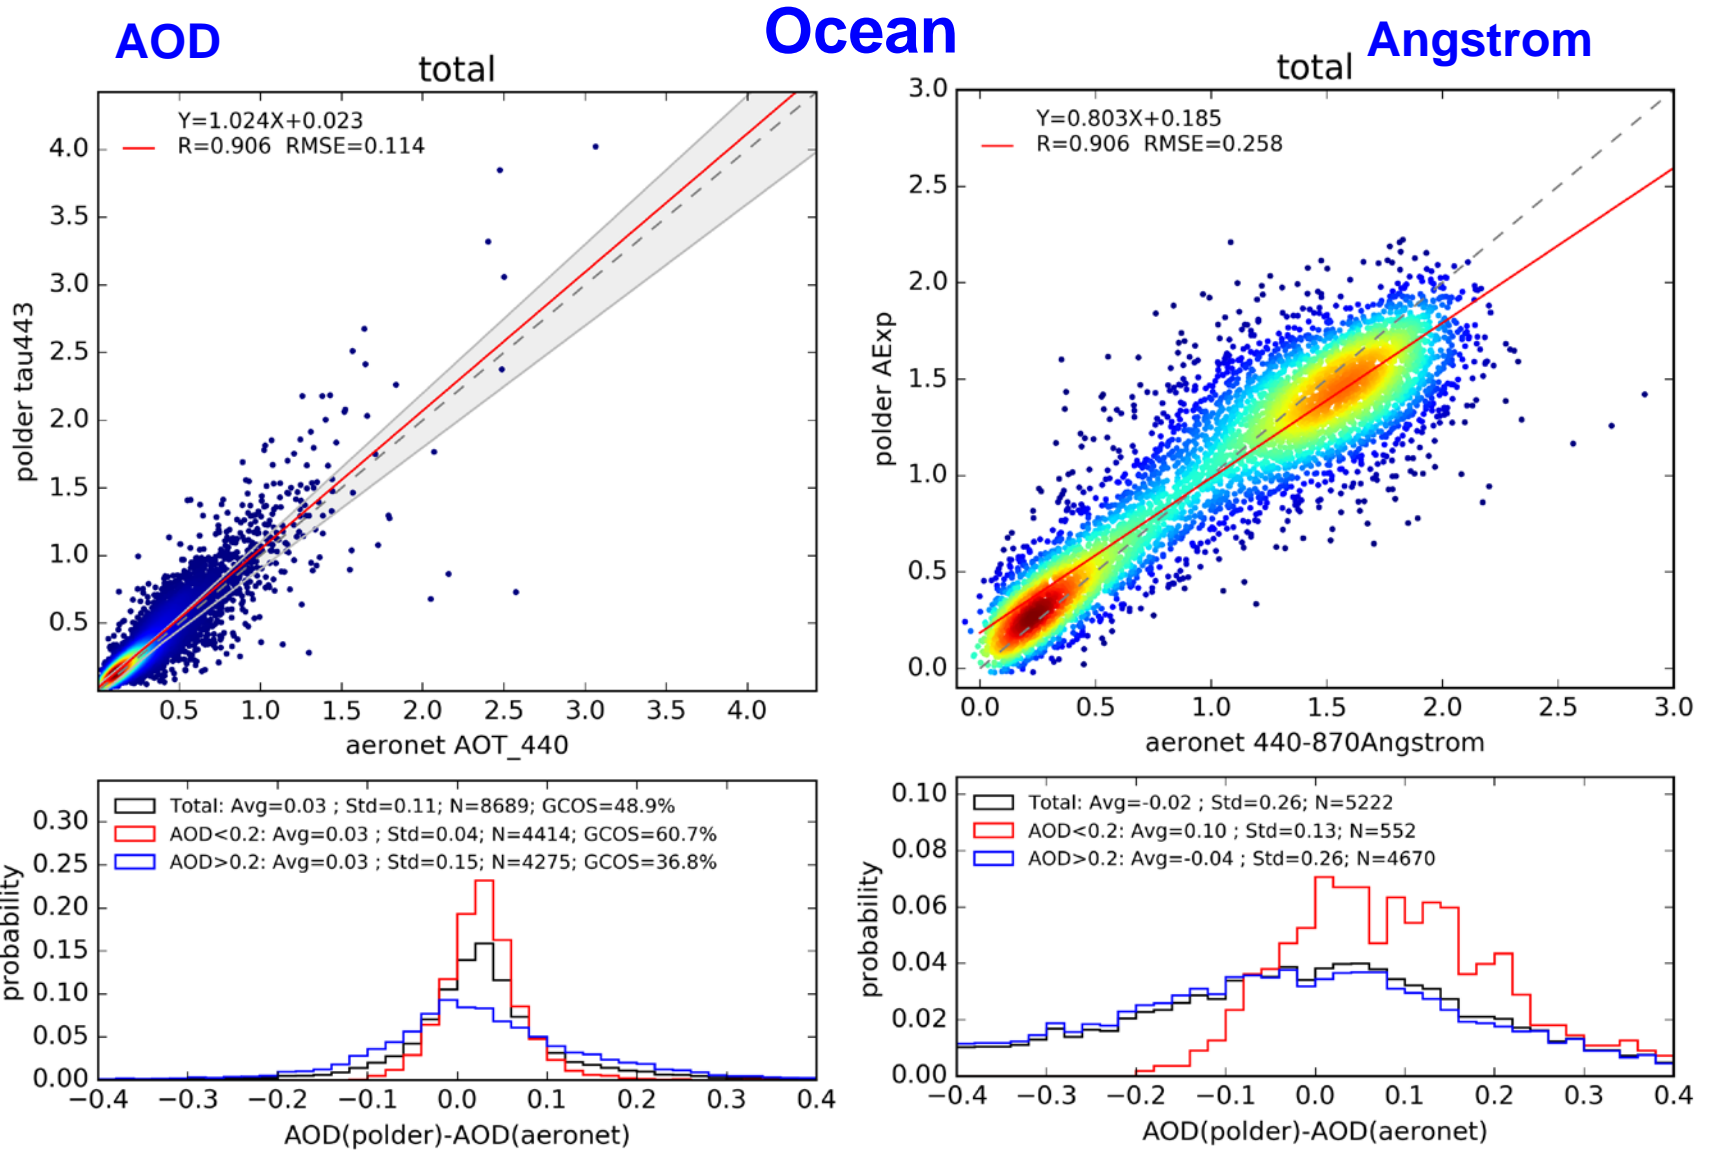 AOD
Ocean
Angstrom
total
Y=1.024X+0.023
R=0.906 RMSE=0.114
4.0
3.5
3.0
2.5
2.0
1.5
1.0
0.5
polder tau443
0.5 1.0 1.5 2.0 2.5 3.0 3.5 4.0
aeronet AOT_440
total
Y=0.803X+0.185
R=0.906 RMSE=0.258
3.0
2.5
2.0
1.5
1.0
0.5
0.0
polder AExp
0.0 0.5 1.0 1.5 2.0 2.5 3.0
aeronet 440-870Angstrom
Total: Avg=0.03 ; Std=0.11; N=8689; GCOS=48.9%
AOD<0.2: Avg=0.03 ; Std=0.04; N=4414; GCOS=60.7%
AOD>0.2: Avg=0.03 ; Std=0.15; N=4275; GCOS=36.8%
0.30
0.25
0.20
0.15
0.10
0.05
0.00
probability
−0.4 −0.3 −0.2 −0.1 0.0 0.1 0.2 0.3 0.4
AOD(polder)-AOD(aeronet)
Total: Avg=-0.02 ; Std=0.26; N=5222
AOD<0.2: Avg=0.10 ; Std=0.13; N=552
AOD>0.2: Avg=-0.04 ; Std=0.26; N=4670
0.10
0.08
0.06
0.04
0.02
0.00
probability
−0.4 −0.3 −0.2 −0.1 0.0 0.1 0.2 0.3 0.4
AOD(polder)-AOD(aeronet)